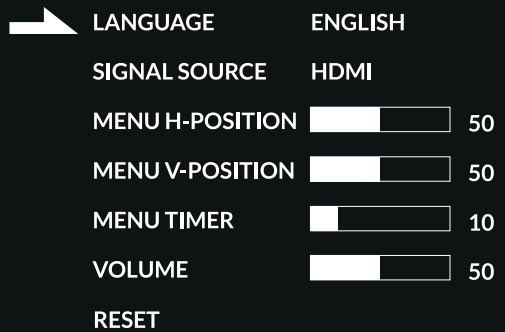 LANGUAGE ENGLISH
SIGNAL SOURCE HDMI
MENU H-POSITION 50
MENU V-POSITION 50
MENU TIMER 10
VOLUME 50
RESET